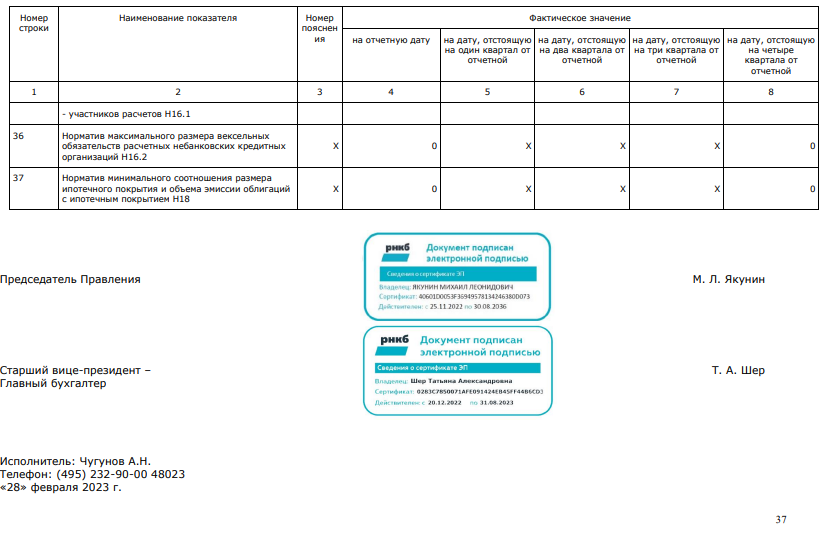 Номер строки
Наименование показателя
Номер пояснения
Фактическое значение
на отчетную дату
на дату, отстоящую на один квартал от отчетной
на дату, отстоящую на два квартала от отчетной
на дату, отстоящую на три квартала от отчетной
на дату, отстоящую на четыре квартала от отчетной
1 2 3 4 5 6 7 8
- участников расчетов Н16.1
36 Норматив максимального размера вексельных
обязательств расчетных небанковских кредитных
организаций Н16.2
X 0 X X X 0
37 Норматив минимального соотношения размера
ипотечного покрытия и объема эмиссии облигаций
с ипотечным покрытием Н18
X 0 X X X 0
рнкб
Документ подписан
электронной подписью
Сведения о сертификате ЭП
Председатель Правления
М. Л. Якунин
Владелец: ЯКУНИН МИХАИЛ ЛЕОНИДОВИЧ
Сертификат:
Действителен: с 25.11.2022 по 30.08.2036
рнкб
Документ подписан
электронной подписью
Сведения о сертификате ЭП
Старший вице-президент –
Главный бухгалтер
Т. А. Шер
Владелец: Шер Татьяна Александровна
Сертификат:
Действителен: с 20.12.2022 по 31.08.2023
Исполнитель: Чугунов А.Н.
Телефон: (495) 232-90-00 48023
«28» февраля 2023 г.
37